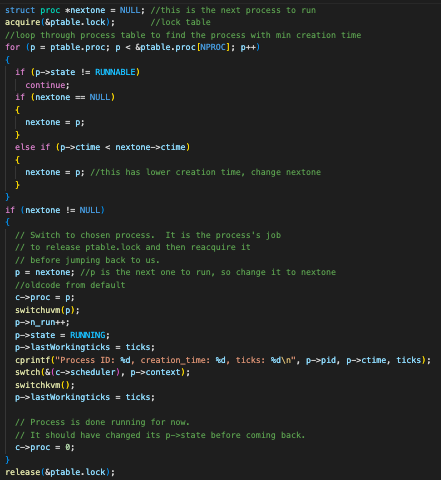 struct proc *nextone = NULL; //this is the next process to run
acquire(&ptable.lock);       //lock table
//loop through process table to find the process with min creation time
for (p = ptable.proc; p < &ptable.proc[NPROC]; p++)
{
  if (p->state != RUNNABLE)
    continue;
  if (nextone == NULL)
  {
    nextone = p;
  }
  else if (p->ctime < nextone->ctime)
  {
    nextone = p; //this has lower creation time, change nextone
  }
}
if (nextone != NULL)
{
  // Switch to chosen process.  It is the process's job
  // to release ptable.lock and then reacquire it
  // before jumping back to us.
  p = nextone; //p is the next one to run, so change it to nextone
  //oldcode from default
  c->proc = p;
  switchuvm(p);
  p->n_run++;
  p->state = RUNNING;
  p->lastWorkingticks = ticks;
  cprintf("Process ID: %d, creation_time: %d, ticks: %d\n", p->pid, p->ctime, ticks);
  swtch(&(c->scheduler), p->context);
  switchkvm();
  p->lastWorkingticks = ticks;

  // Process is done running for now.
  // It should have changed its p->state before coming back.
  c->proc = 0;
}
release(&ptable.lock);